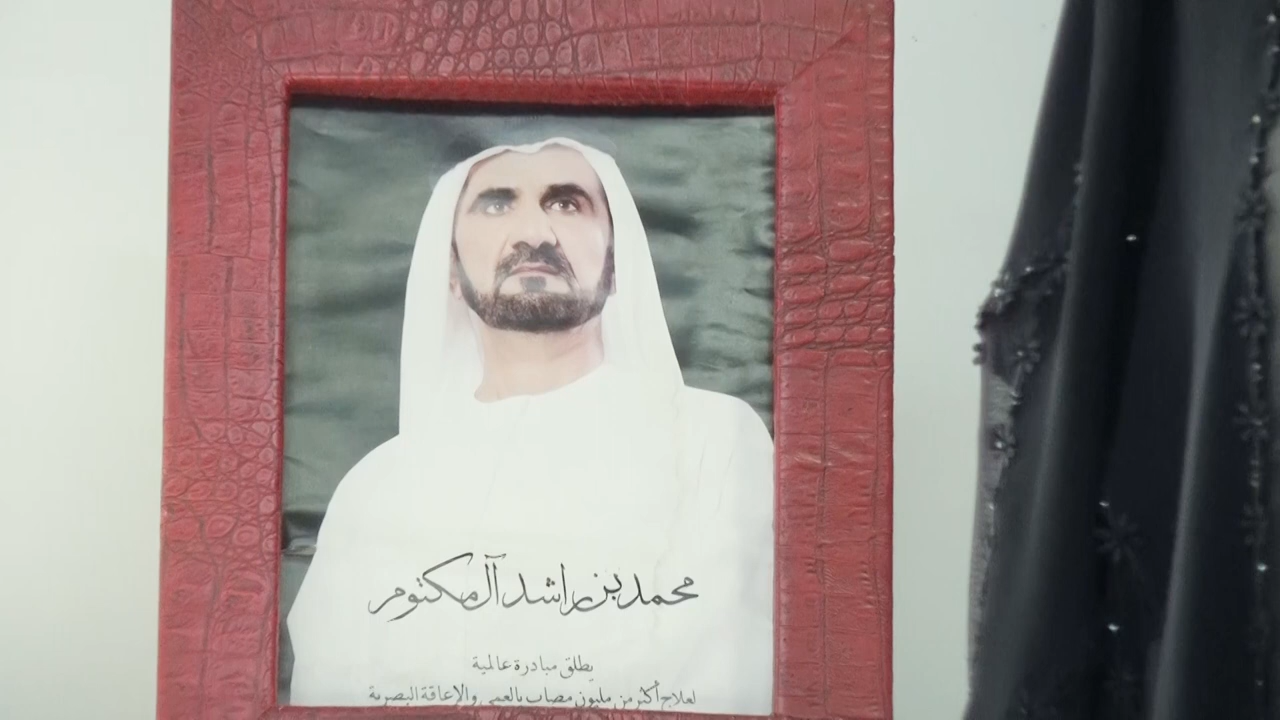 محمد بن راشد آل مكتوم
يطلق مبادرة عالمية
لعلاج أكثر من مليون مصاب بالعمى والإعاقة البصرية